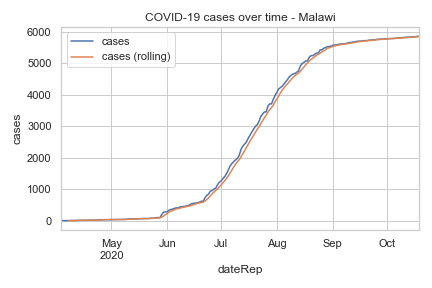 COVID-19 cases over time - Malawi
cases
cases (rolling)
6000
5000
4000
3000
2000
1000
0
cases
May
2020
Jun
Jul
Aug
Sep
Oct
dateRep